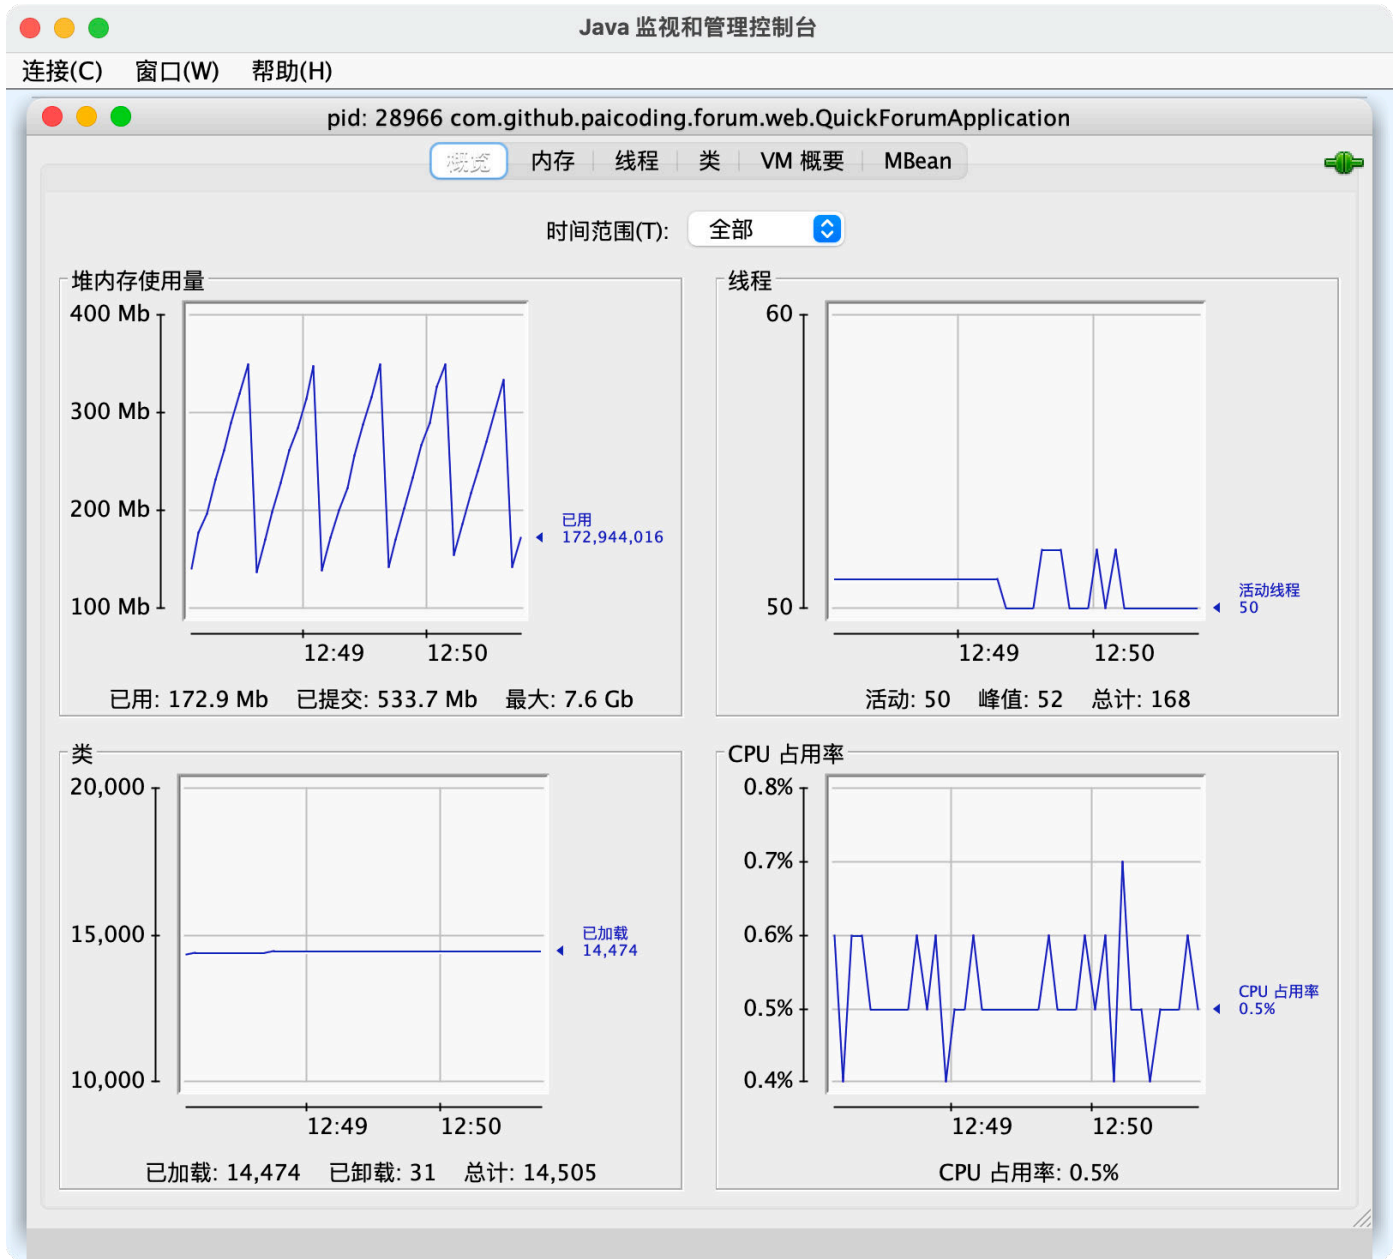 Java 监视和管理控制台
连接(C) 窗口(W) 帮助(H)
pid: 28966 com.github.paicoding.forum.web.QuickForumApplication
概览 内存 线程 类 VM 概要 MBean
时间范围(T): 全部
堆内存使用量
400 Mb
300 Mb
200 Mb
100 Mb
已用
172,944,016
12:49 12:50
已用: 172.9 Mb 已提交: 533.7 Mb 最大: 7.6 Gb
线程
60
50
活动线程
50
12:49 12:50
活动: 50 峰值: 52 总计: 168
类
20,000
15,000
10,000
已加载
14,474
12:49 12:50
已加载: 14,474 已卸载: 31 总计: 14,505
CPU 占用率
0.8%
0.7%
0.6%
0.5%
0.4%
CPU 占用率
0.5%
12:49 12:50
CPU 占用率: 0.5%